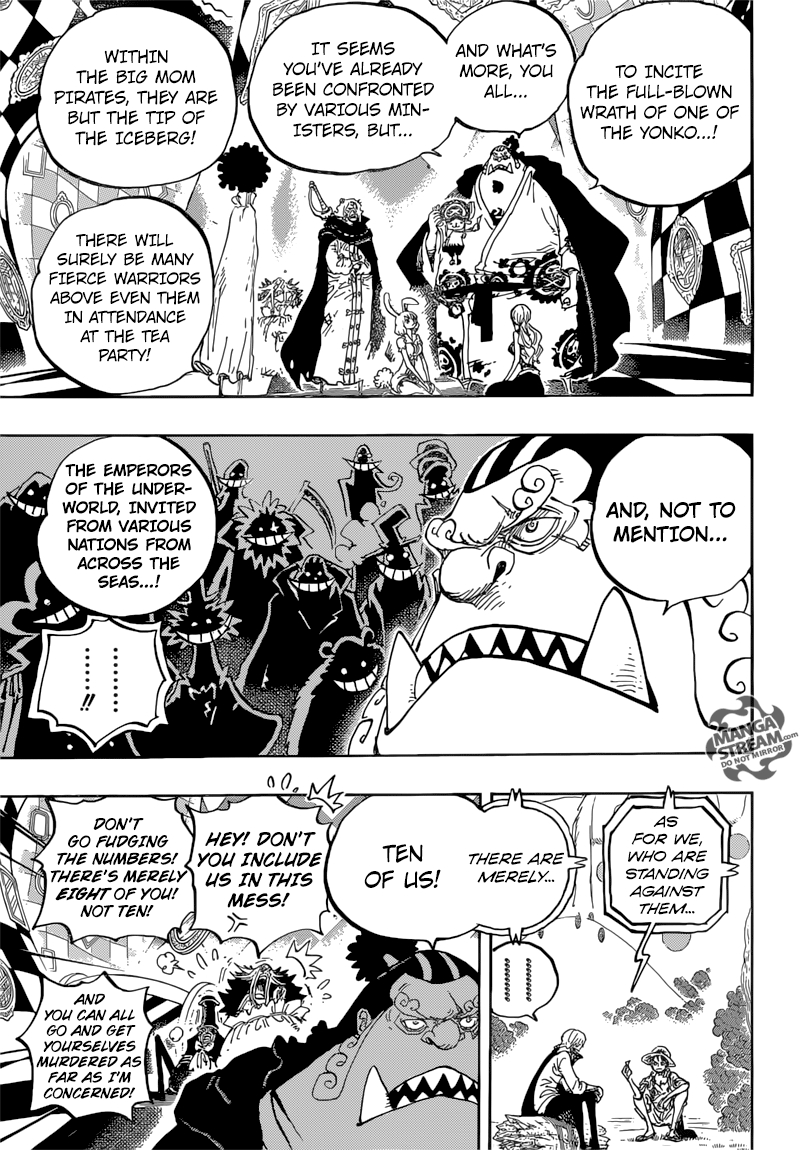 TO INCITE
THE FULL-BLOWN
WRATH OF ONE OF
THE YONKO...!
AND WHAT'S
MORE, YOU
ALL...
IT SEEMS
YOU'VE ALREADY
BEEN CONFRONTED
BY VARIOUS MIN-
ISTERS, BUT...
WITHIN
THE BIG MOM
PIRATES, THEY ARE
BUT THE TIP OF
THE ICEBERG!
THERE WILL
SURELY BE MANY
FIERCE WARRIORS
ABOVE EVEN THEM
IN ATTENDANCE
AT THE TEA
PARTY!
AND, NOT TO
MENTION...
THE EMPERORS
OF THE UNDER-
WORLD, INVITED
FROM VARIOUS
NATIONS FROM
ACROSS THE
SEAS...!
......!!
MANGA
STREAM.com
DO NOT MIRROR
AS
FOR WE,
WHO ARE
STANDING
AGAINST
THEM...
THERE ARE
MERELY...
......
TEN
OF US!
HEY! DON'T
YOU INCLUDE
US IN THIS
MESS!
DON'T
GO FUDGING
THE NUMBERS!
THERE'S MERELY
EIGHT OF YOU!
NOT TEN!
AND
YOU CAN ALL
GO AND GET
YOURSELVES
MURDERED AS
FAR AS I'M
CONCERNED!